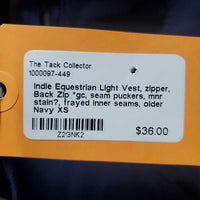 The Tack Collector
1000097-449
Indie Equestrian Light Vest, zipper,
Back Zip *gc, seam puckers, mnr
stain?, frayed inner seams, older
Navy XS
$36.00
Z2GNK2